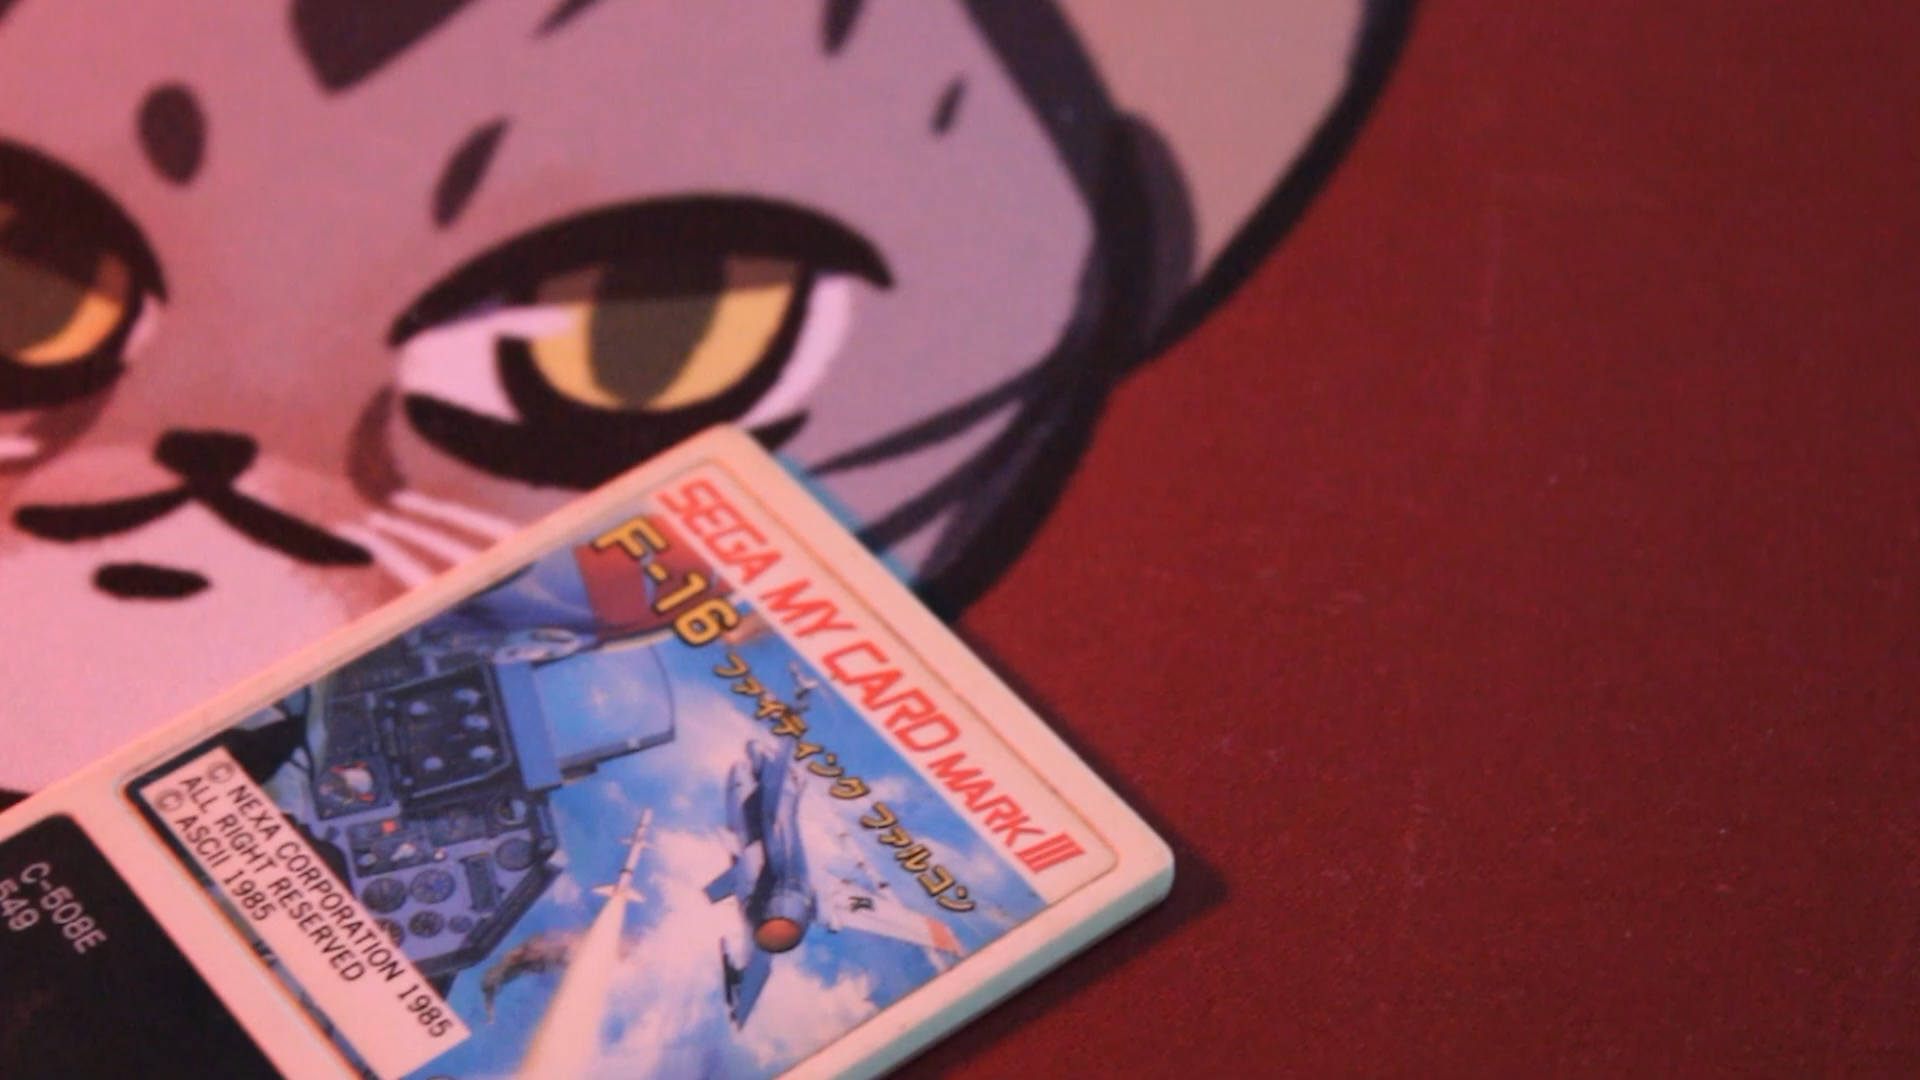 SEGA MY CARD MARK III
F-16 ファイティング ファルコン
© NEXA CORPORATION 1985
ALL RIGHT RESERVED
© ASCII 1985
C-508E
549